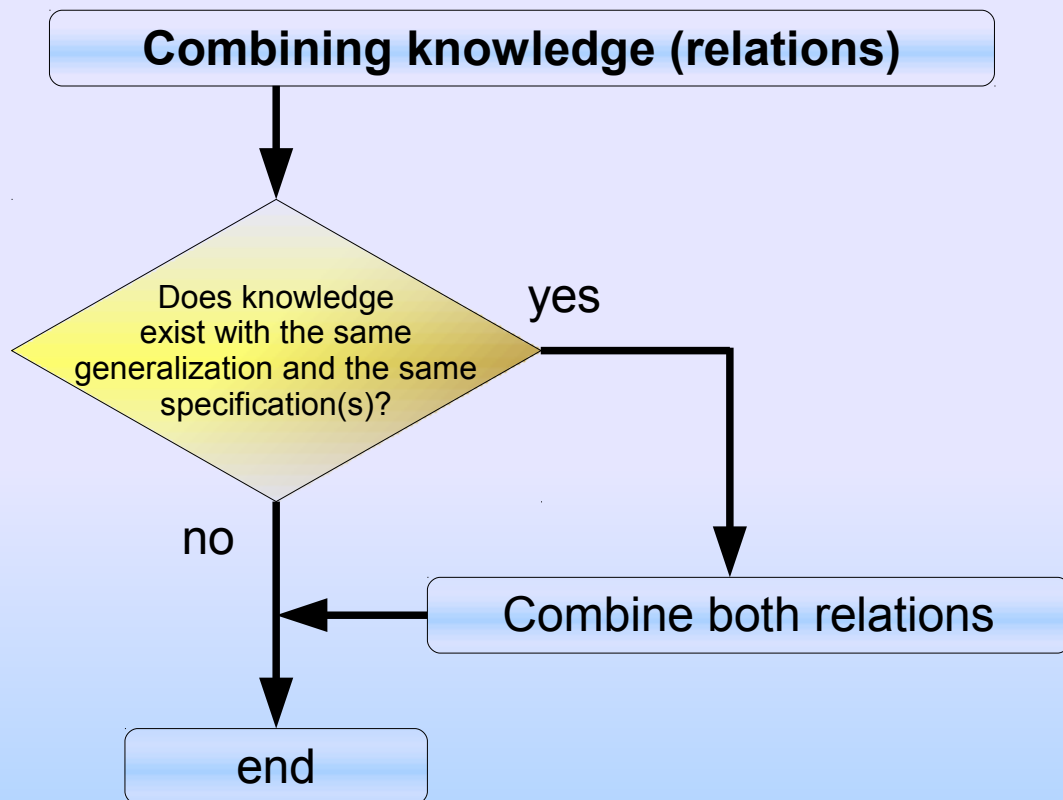 Combining knowledge (relations)
Does knowledge
exist with the same
generalization and the same
specification(s)?
yes
no
Combine both relations
end